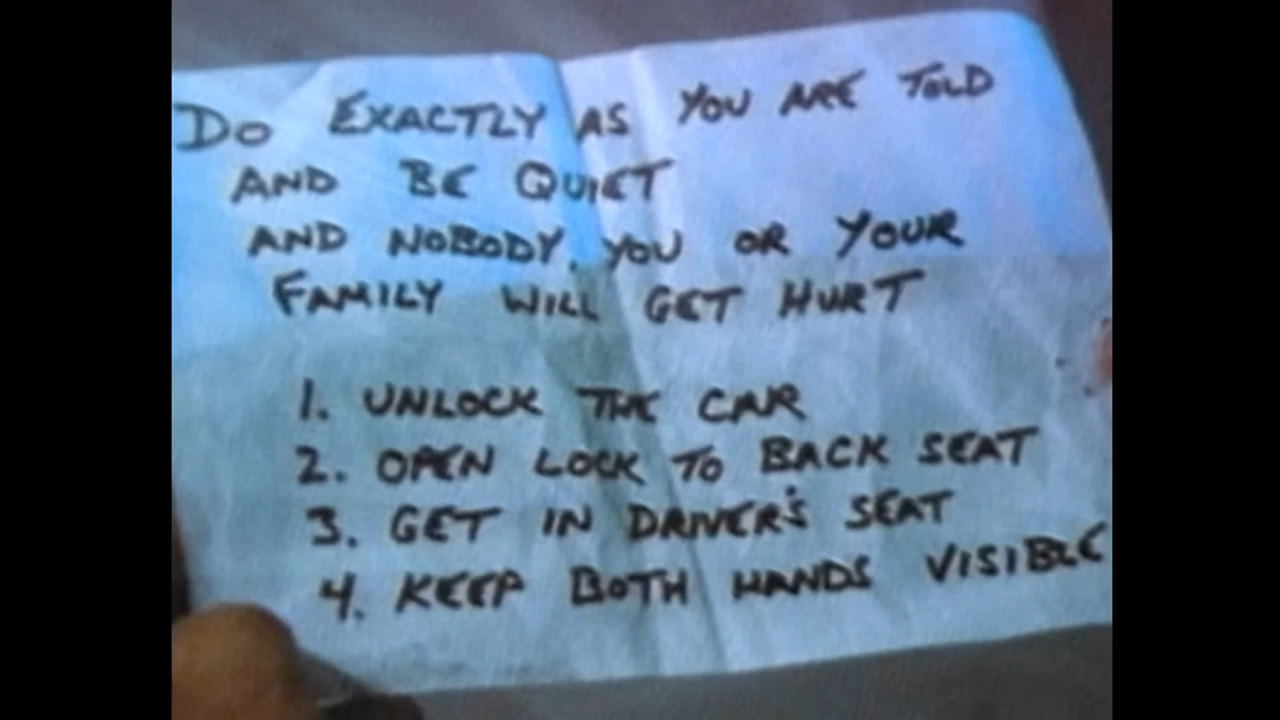 DO EXACTLY AS YOU ARE TOLD
AND BE QUIET
AND NOBODY, YOU OR YOUR
FAMILY WILL GET HURT
1. UNLOCK THE CAR
2. OPEN LOCK TO BACK SEAT
3. GET IN DRIVER'S SEAT
4. KEEP BOTH HANDS VISIBLE